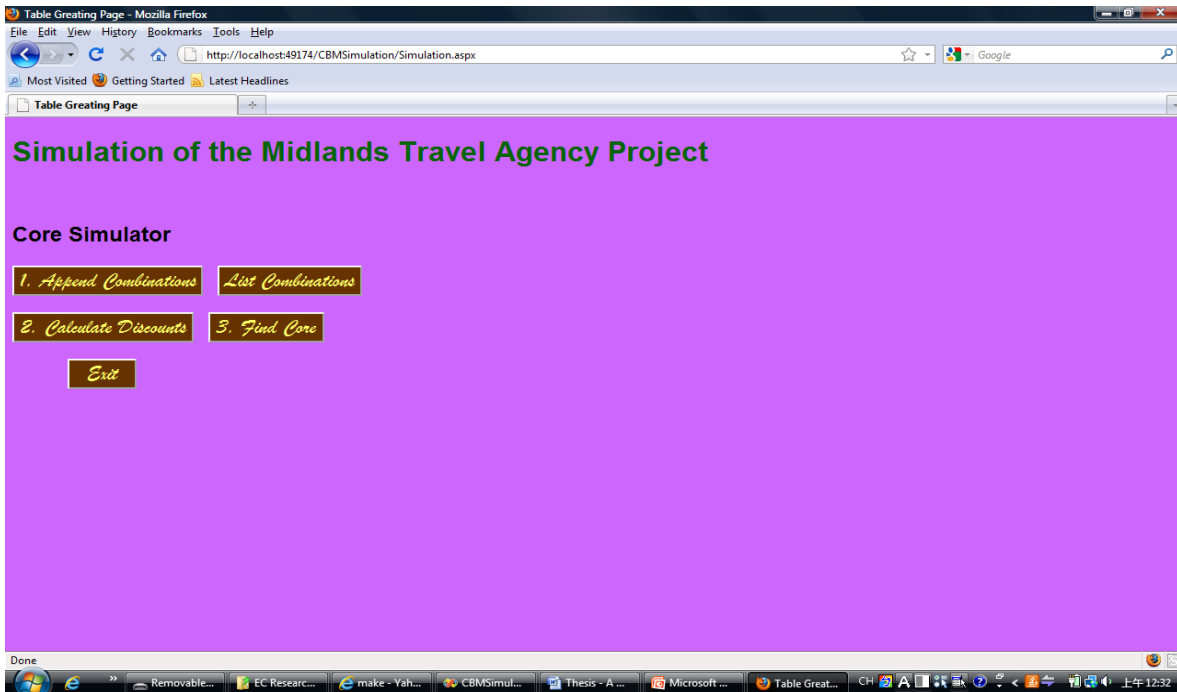 Table Greating Page - Mozilla Firefox
File Edit View History Bookmarks Tools Help
http://localhost:49174/CBMSimulation/Simulation.aspx
Google
Most Visited Getting Started Latest Headlines
Table Greating Page
Simulation of the Midlands Travel Agency Project
Core Simulator
1. Append Combinations List Combinations
2. Calculate Discounts 3. Find Core
Exit
Done
Removable... EC Researc... make - Yah... CBMSimul... Thesis - A ... Microsoft ... Table Great... CH A 上午 12:32